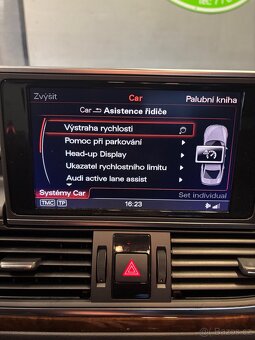 Zvýšit
Car
Palubní kniha
Car Asistence řidiče
Výstraha rychlosti
Pomoc při parkování
Head-up Display
Ukazatel rychlostního limitu
Audi active lane assist
Systémy Car
Set individual
TMC TP
16:23